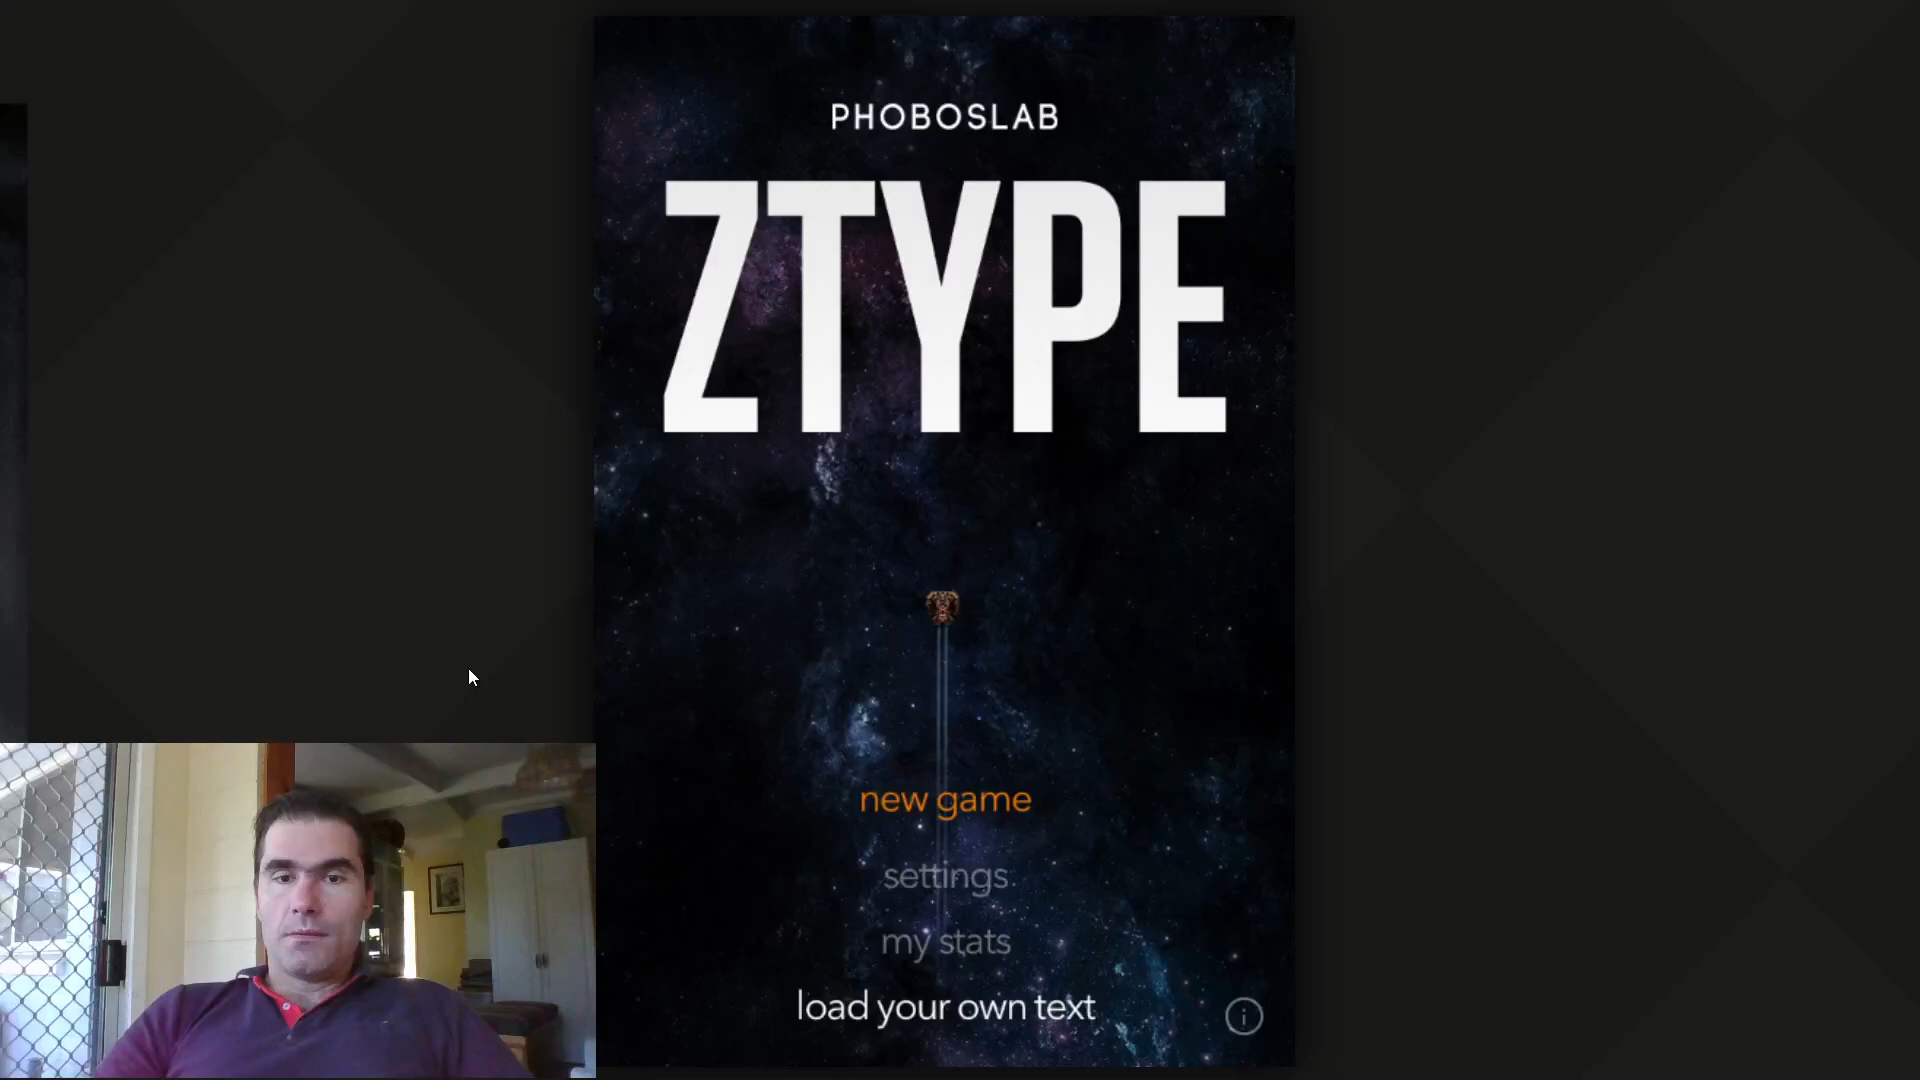 PHOBOSLAB
ZTYPE
new game
settings
my stats
load your own text
i